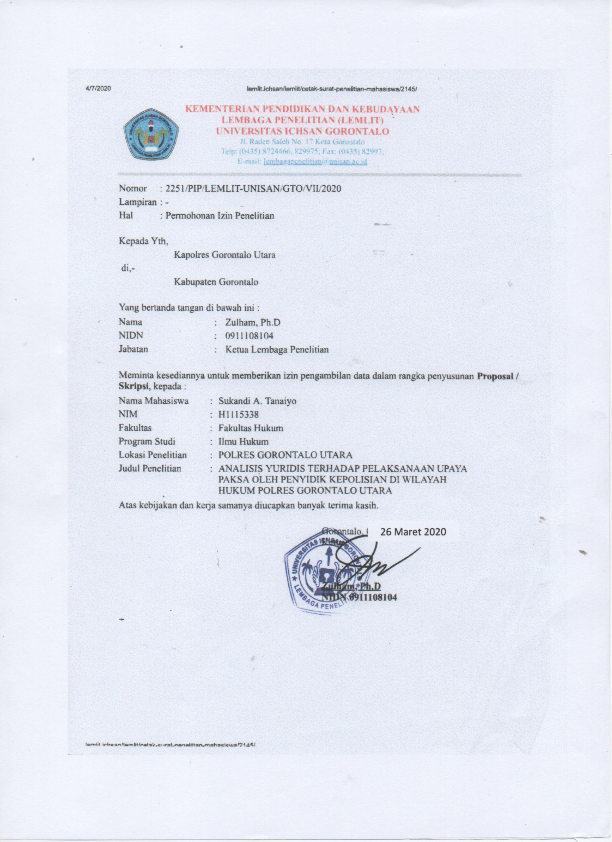 4/7/2020 lemlit.ichsan/lemlit/cetak-surat-penelitian-mahasiswa/2145/
KEMENTERIAN PENDIDIKAN DAN KEBUDAYAAN
LEMBAGA PENELITIAN (LEMLIT)
UNIVERSITAS ICHSAN GORONTALO
Jl. Raden Saleh No. 17 Kota Gorontalo
Telp: (0435) 8724466, 829975; Fax: (0435) 82997;
E-mail: lembagapenelitian@unisan.ac.id
Nomor : 2251/PIP/LEMLIT-UNISAN/GTO/VII/2020
Lampiran : -
Hal : Permohonan Izin Penelitian
Kepada Yth,
Kapolres Gorontalo Utara
di,-
Kabupaten Gorontalo
Yang bertanda tangan di bawah ini :
Nama : Zulham, Ph.D
NIDN : 0911108104
Jabatan : Ketua Lembaga Penelitian
Meminta kesediannya untuk memberikan izin pengambilan data dalam rangka penyusunan Proposal /
Skripsi, kepada :
Nama Mahasiswa : Sukandi A. Tanaiyo
NIM : H1115338
Fakultas : Fakultas Hukum
Program Studi : Ilmu Hukum
Lokasi Penelitian : POLRES GORONTALO UTARA
Judul Penelitian : ANALISIS YURIDIS TERHADAP PELAKSANAAN UPAYA
PAKSA OLEH PENYIDIK KEPOLISIAN DI WILAYAH
HUKUM POLRES GORONTALO UTARA
Atas kebijakan dan kerja samanya diucapkan banyak terima kasih.
Gorontalo, 26 Maret 2020
UNIVERSITAS ICHSAN
LEMBAGA PENELITIAN
Zulham, Ph.D
NIDN 0911108104
lemlit.ichsan/lemlit/cetak-surat-penelitian-mahasiswa/2145/